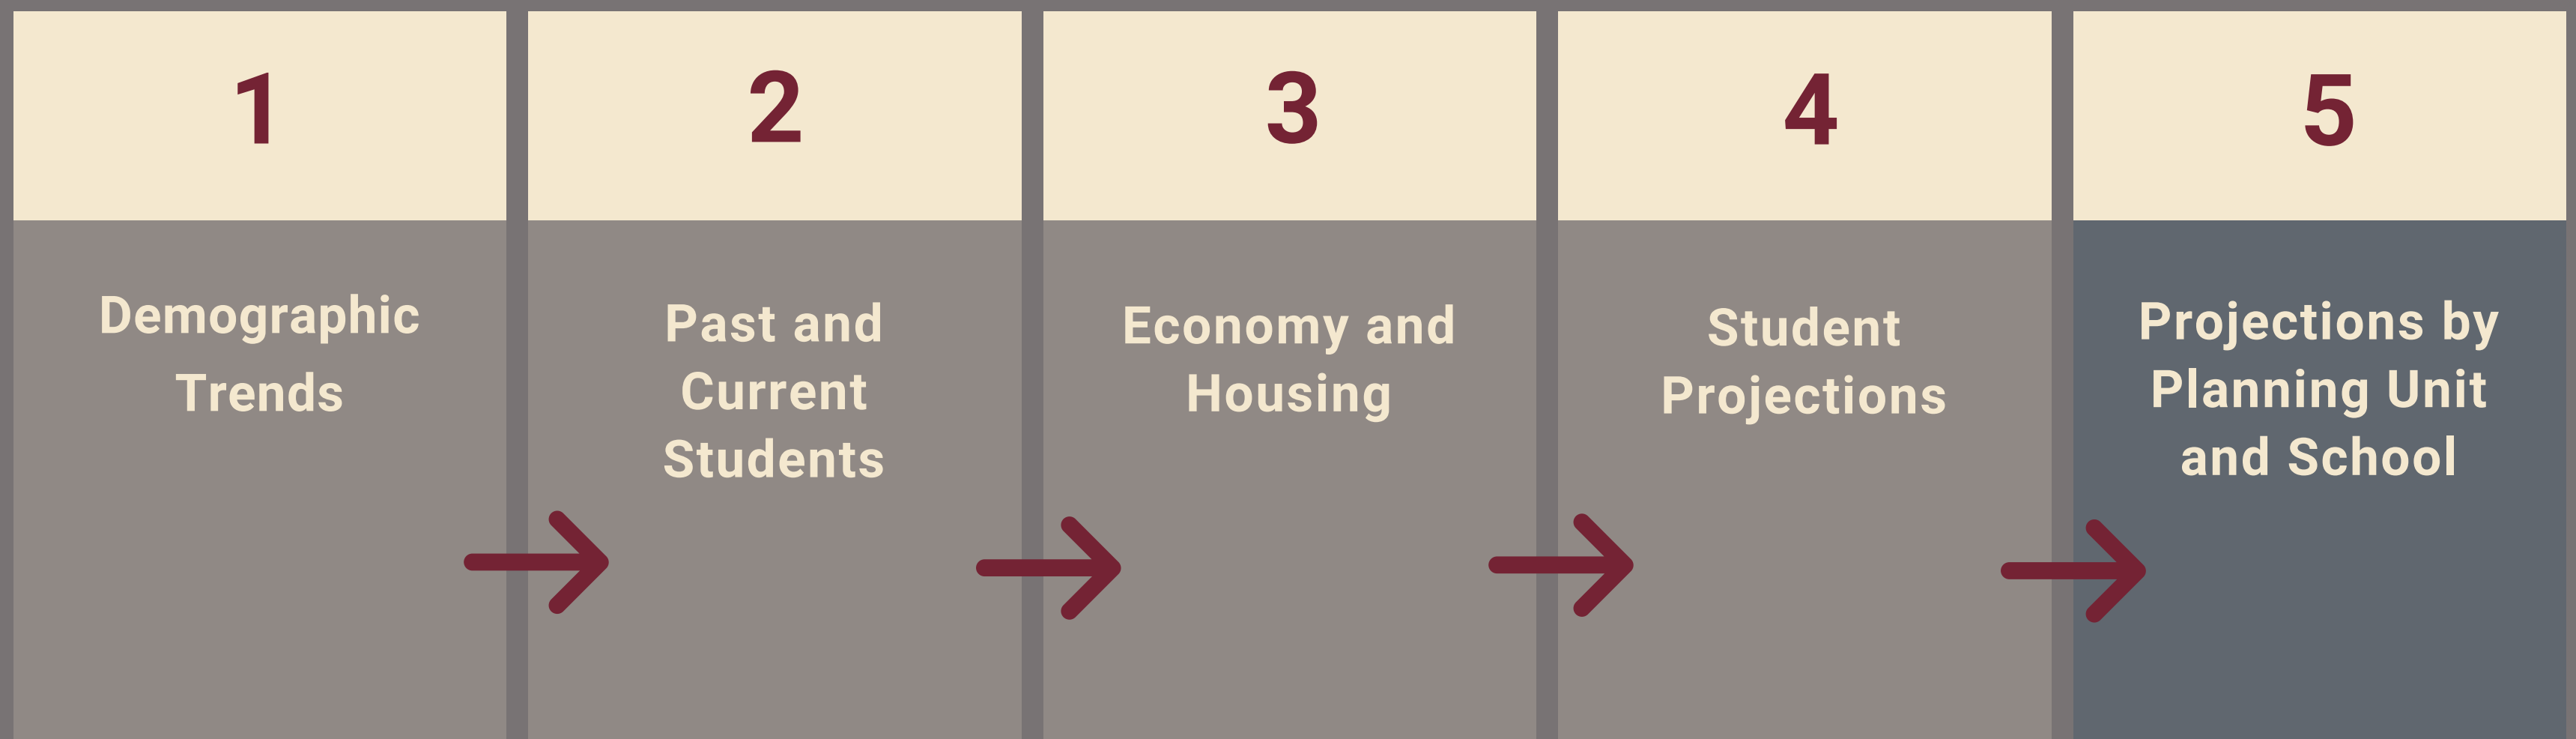 1
Demographic
Trends
2
Past and
Current
Students
3
Economy and
Housing
4
Student
Projections
5
Projections by
Planning Unit
and School